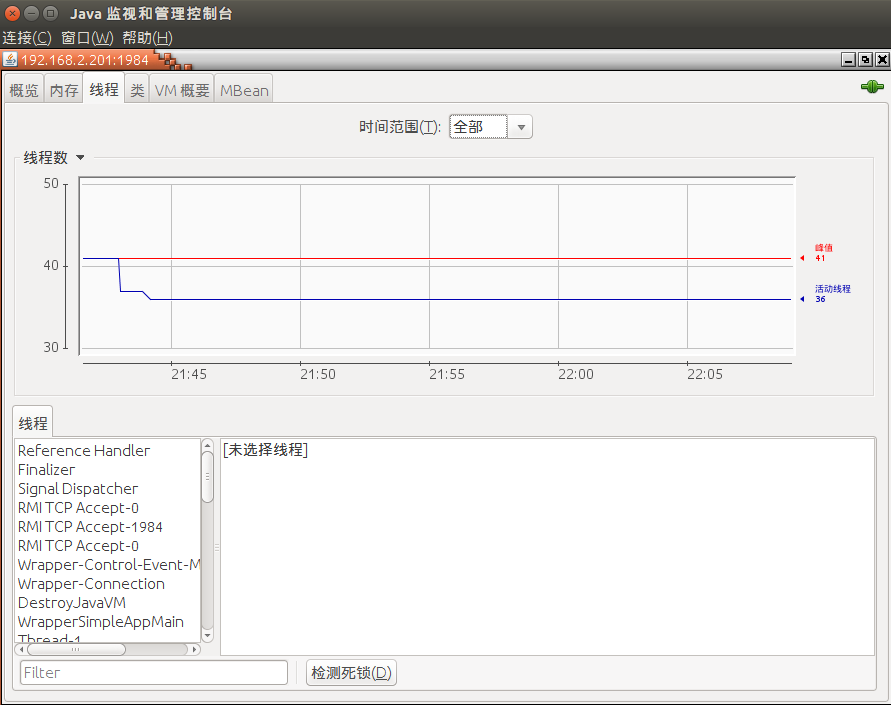 Java 监视和管理控制台
连接(C) 窗口(W) 帮助(H)
192.168.2.201:1984
概览 内存 线程 类 VM 概要 MBean
时间范围(T): 全部
线程数
50
40
30
峰值
41
活动线程
36
21:45 21:50 21:55 22:00 22:05
线程
Reference Handler
Finalizer
Signal Dispatcher
RMI TCP Accept-0
RMI TCP Accept-1984
RMI TCP Accept-0
Wrapper-Control-Event-M
Wrapper-Connection
DestroyJavaVM
WrapperSimpleAppMain
Thread-1
[未选择线程]
Filter
检测死锁(D)